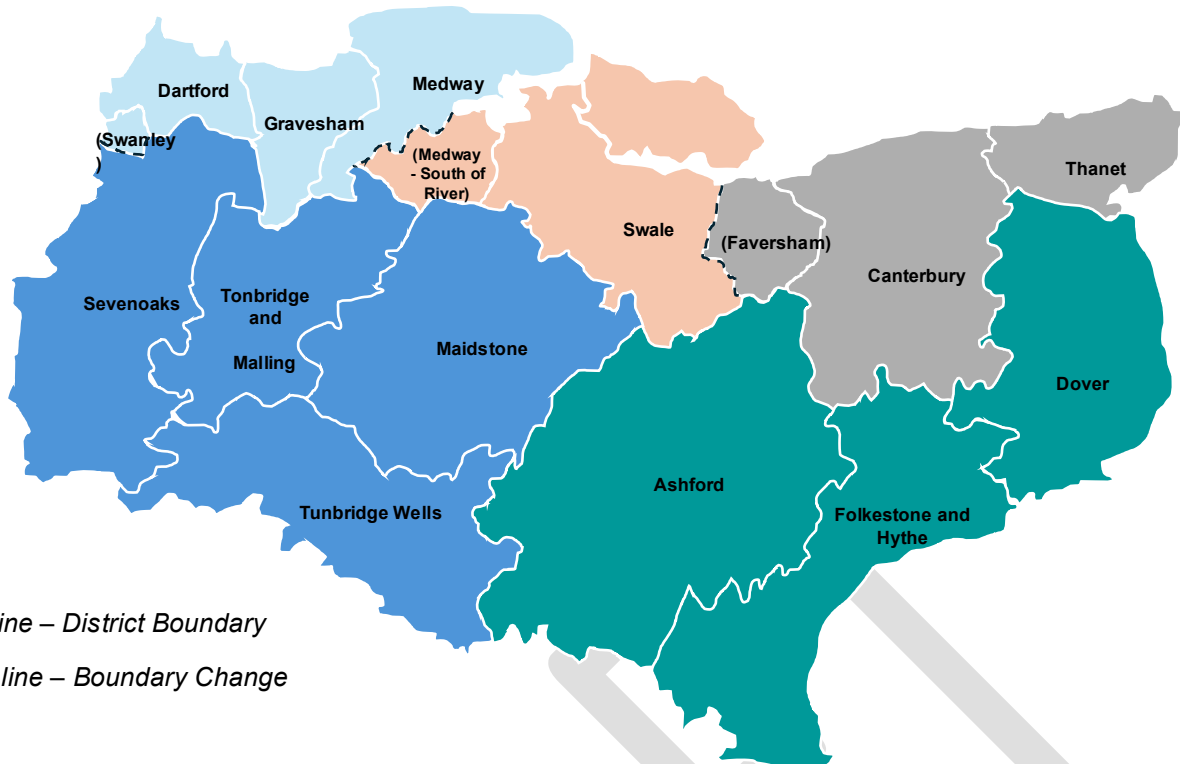 Dartford
Medway
Gravesham
(Swanley
)
(Medway
- South of
River)
Thanet
Swale
(Faversham)
Canterbury
Sevenoaks
Tonbridge
and
Malling
Maidstone
Dover
Ashford
Tunbridge Wells
Folkestone and
Hythe
ine – District Boundary
line – Boundary Change